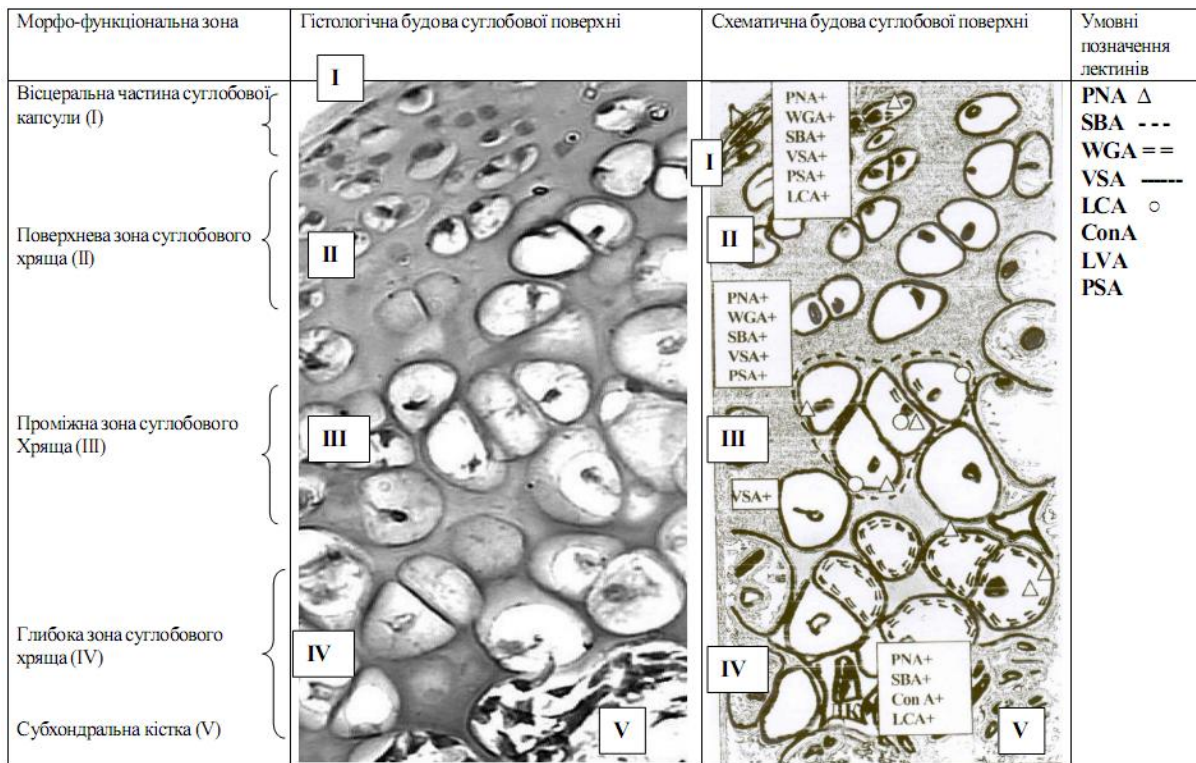 Морфо-функціональна зона
Гістологічна будова суглобової поверхні
Схематична будова суглобової поверхні
Умовні
позначення
лектинів
Вісцеральна частина суглобової
капсули (I)
Поверхнева зона суглобового
хряща (II)
Проміжна зона суглобового
Хряща (III)
Глибока зона суглобового
хряща (IV)
Субхондральна кістка (V)
I
II
III
IV
V
I
PNA+
WGA+
SBA+
VSA+
PSA+
LCA+
II
PNA+
WGA+
SBA+
VSA+
PSA+
III
VSA+
IV
PNA+
SBA+
Con A+
LCA+
V
PNA Δ
SBA - - -
WGA = =
VSA ------
LCA ○
ConA
LVA
PSA